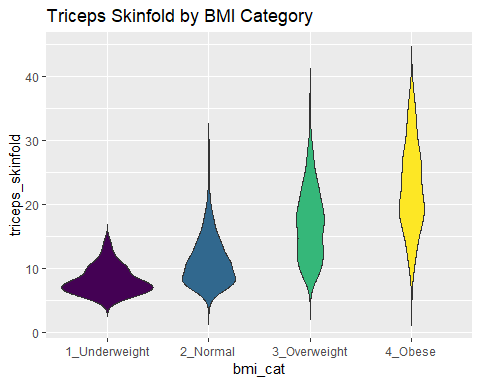 Triceps Skinfold by BMI Category
triceps_skinfold
40
30
20
10
0
1_Underweight 2_Normal 3_Overweight 4_Obese
bmi_cat